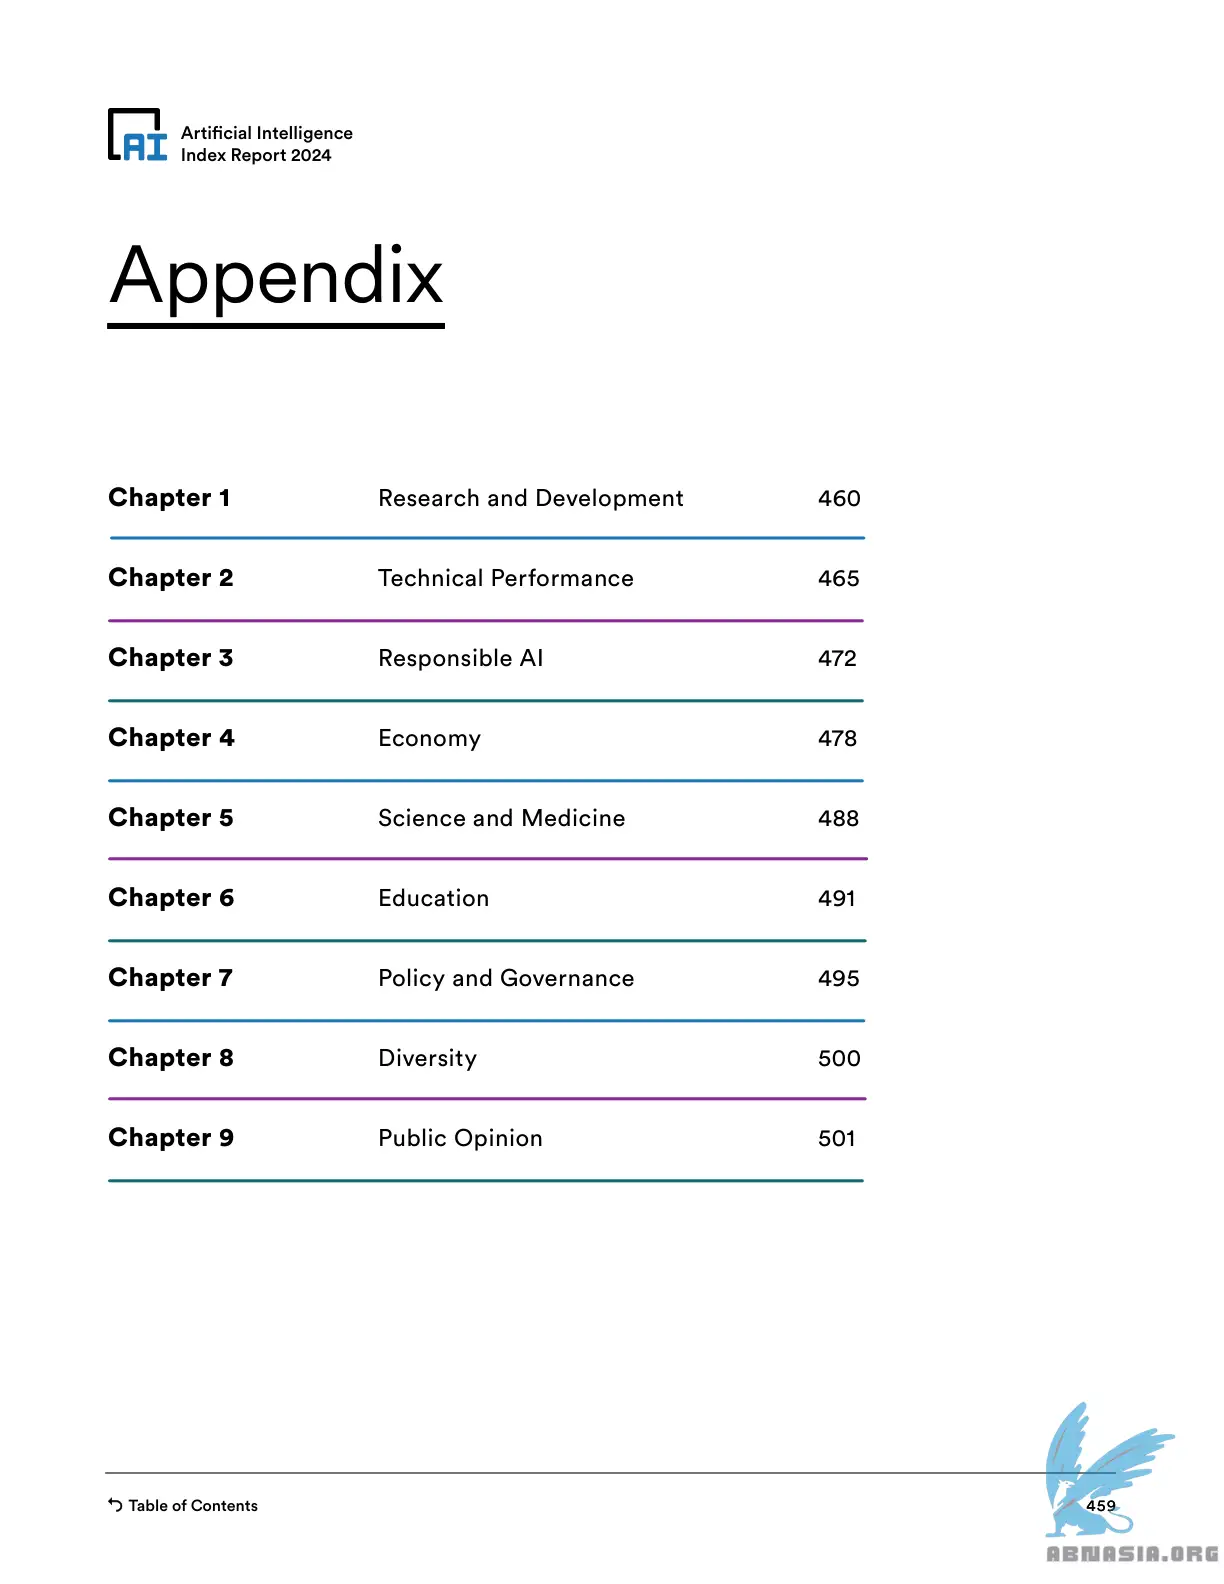 AI
Artificial Intelligence
Index Report 2024
Appendix
Chapter 1 Research and Development 460
Chapter 2 Technical Performance 465
Chapter 3 Responsible AI 472
Chapter 4 Economy 478
Chapter 5 Science and Medicine 488
Chapter 6 Education 491
Chapter 7 Policy and Governance 495
Chapter 8 Diversity 500
Chapter 9 Public Opinion 501
Table of Contents 459
ABNASIA.ORG